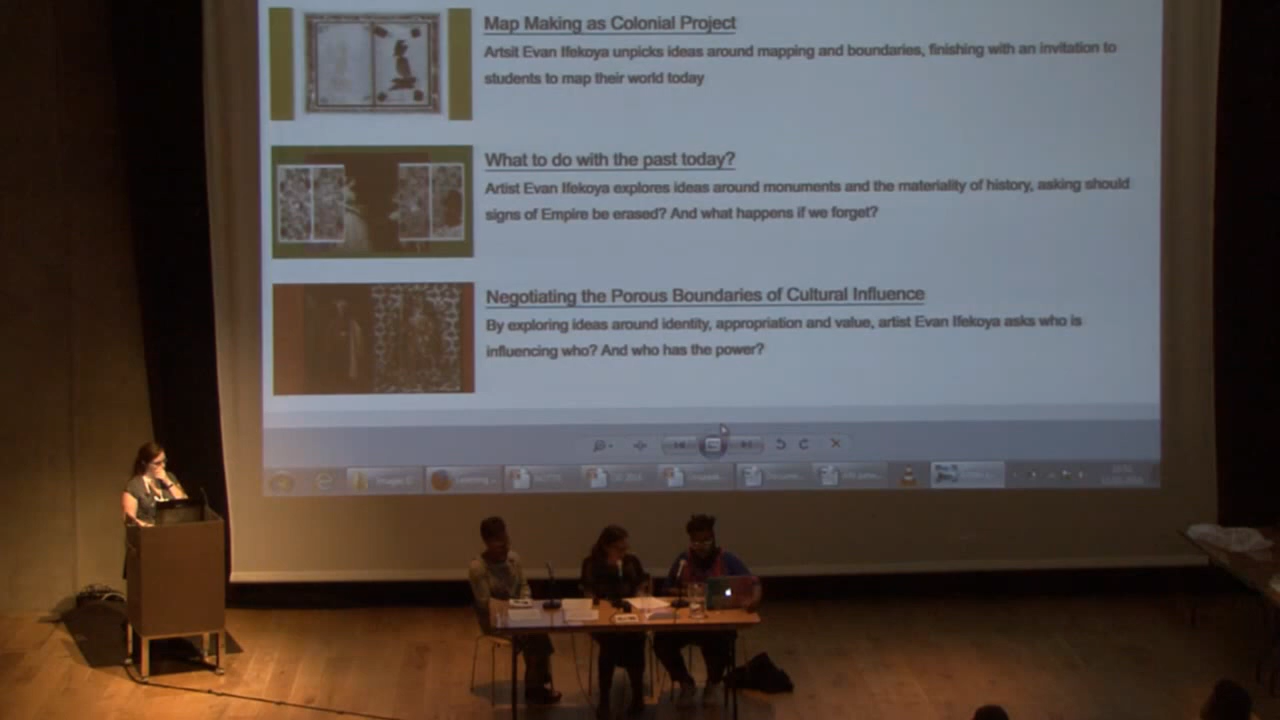 Map Making as Colonial Project
Artsit Evan Ifekoya unpicks ideas around mapping and boundaries, finishing with an invitation to
students to map their world today
What to do with the past today?
Artist Evan Ifekoya explores ideas around monuments and the materiality of history, asking should
signs of Empire be erased? And what happens if we forget?
Negotiating the Porous Boundaries of Cultural Influence
By exploring ideas around identity, appropriation and value, artist Evan Ifekoya asks who is
influencing who? And who has the power?